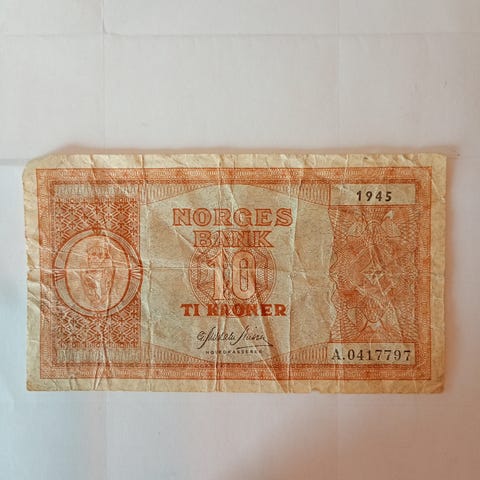 1945
NORGES
BANK
10
TI KRONER
HOVEDKASSERER
A.0417797